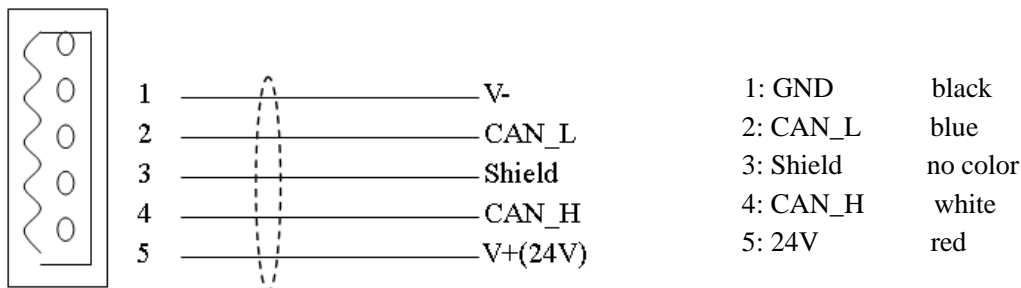 1 V-
2 CAN_L
3 Shield
4 CAN_H
5 V+(24V)
1: GND black
2: CAN_L blue
3: Shield no color
4: CAN_H white
5: 24V red